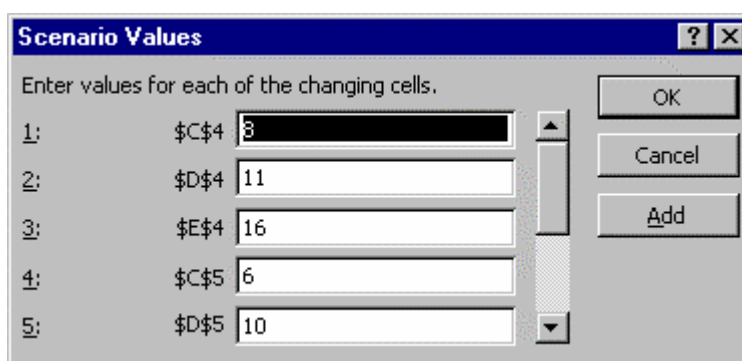 Scenario Values
Enter values for each of the changing cells.
OK
1: $C$4 8
Cancel
2: $D$4 11
3: $E$4 16
Add
4: $C$5 6
5: $D$5 10